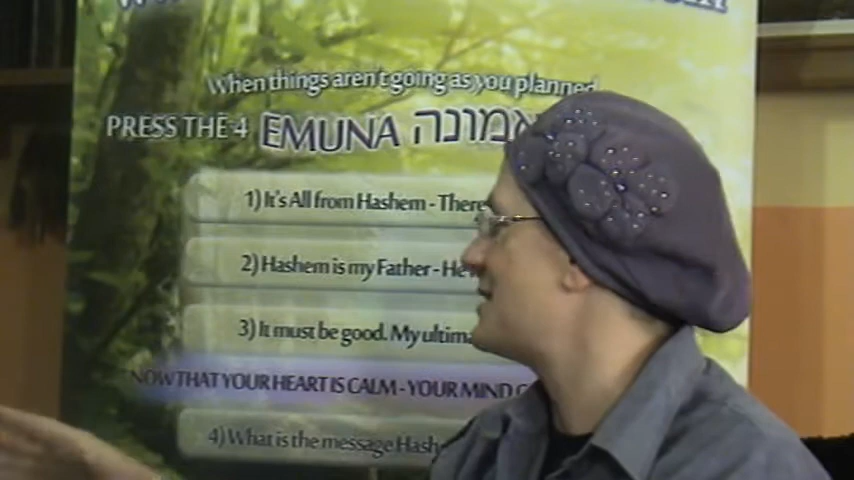 When things aren't going as you planned
PRESS THE 4 EMUNA אמונה
1) It's All from Hashem - There
2) Hashem is my Father - He
3) It must be good. My
NOW THAT YOUR HEART IS CALM - YOUR MIND
4) What is the message